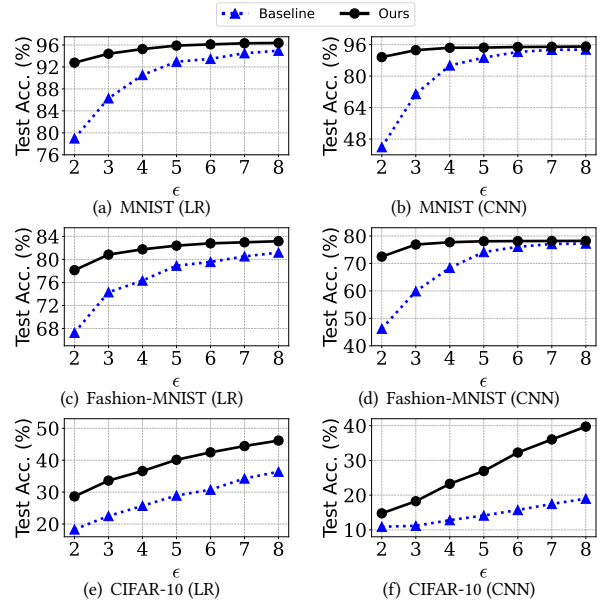 Baseline Ours
Test Acc. (%)
96
92
88
84
80
76
2 3 4 5 6 7 8
ϵ
(a) MNIST (LR)
Test Acc. (%)
96
80
64
48
2 3 4 5 6 7 8
ϵ
(b) MNIST (CNN)
Test Acc. (%)
84
80
76
72
68
2 3 4 5 6 7 8
ϵ
(c) Fashion-MNIST (LR)
Test Acc. (%)
80
70
60
50
40
2 3 4 5 6 7 8
ϵ
(d) Fashion-MNIST (CNN)
Test Acc. (%)
50
40
30
20
2 3 4 5 6 7 8
ϵ
(e) CIFAR-10 (LR)
Test Acc. (%)
40
30
20
10
2 3 4 5 6 7 8
ϵ
(f) CIFAR-10 (CNN)